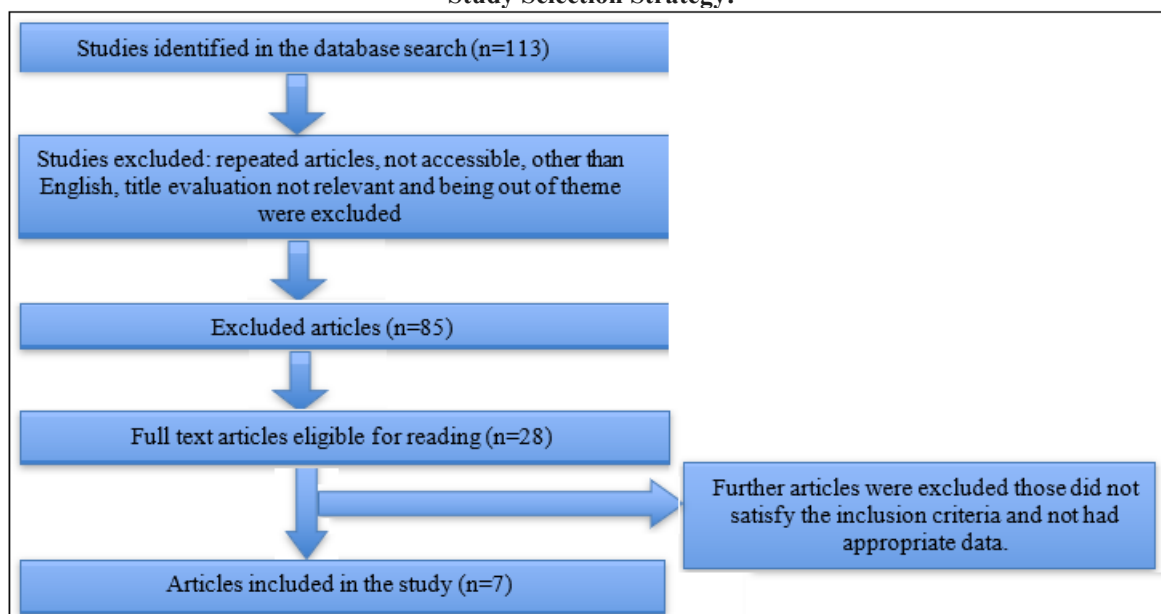 Study Selection Strategy:
Studies identified in the database search (n=113)
Studies excluded: repeated articles, not accessible, other than
English, title evaluation not relevant and being out of theme
were excluded
Excluded articles (n=85)
Full text articles eligible for reading (n=28)
Further articles were excluded those did not
satisfy the inclusion criteria and not had
appropriate data.
Articles included in the study (n=7)